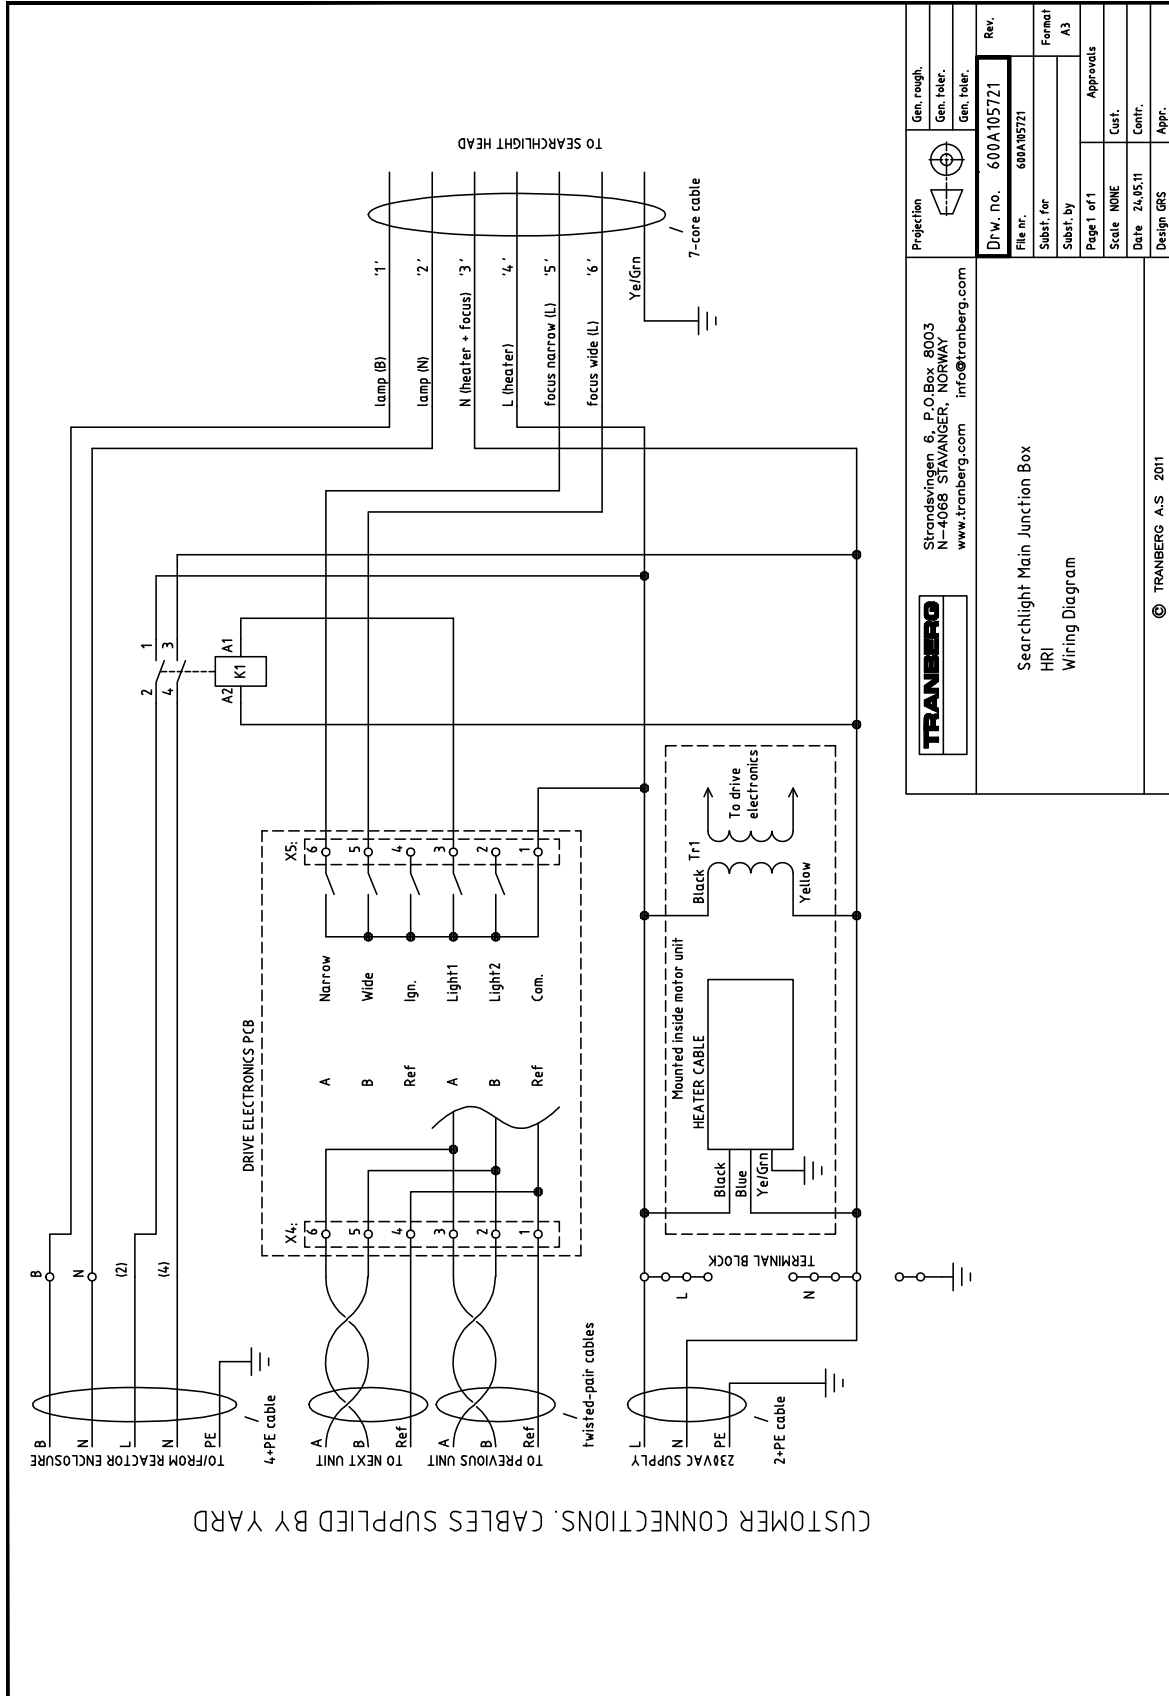 CUSTOMER CONNECTIONS. CABLES SUPPLIED BY YARD
TO/FROM REACTOR ENCLOSURE
B
N
L
N
PE
4+PE cable
B
N
(2)
(4)
TO NEXT UNIT
A
B
Ref
TO PREVIOUS UNIT
A
B
Ref
twisted-pair cables
230VAC SUPPLY
L
N
PE
2+PE cable
TERMINAL BLOCK
L
N
DRIVE ELECTRONICS PCB
X4:
6
5
4
3
2
1
A
B
Ref
A
B
Ref
Narrow
Wide
Ign.
Light1
Light2
Com.
X5:
6
5
4
3
2
1
2
1
4
3
A2
K1
A1
Mounted inside motor unit
HEATER CABLE
Black
Blue
Ye/Grn
Black
Tr1
Yellow
To drive
electronics
lamp (B)
'1'
lamp (N)
'2'
N (heater + focus)
'3'
L (heater)
'4'
focus narrow (L)
'5'
focus wide (L)
'6'
Ye/Grn
7-core cable
TO SEARCHLIGHT HEAD
TRANBERG
Strandsvingen 6, P.O.Box 8003
N-4068 STAVANGER, NORWAY
www.tranberg.com info@tranberg.com
Searchlight Main Junction Box
HRI
Wiring Diagram
© TRANBERG A.S 2011
Projection
Gen. rough.
Gen. toler.
Gen. toler.
Drw. no. 600A105721
Rev.
File nr. 600A105721
Subst. for
Subst. by
Format
A3
Page 1 of 1
Approvals
Scale NONE
Cust.
Date 24.05.11
Contr.
Design GRS
Appr.